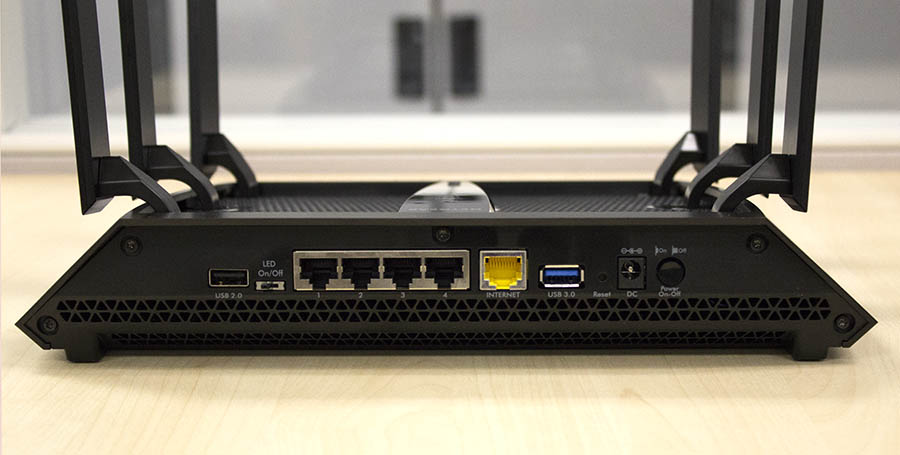 USB 2.0
LED
On/Off
1 2 3 4
INTERNET
USB 3.0
Reset
DC
On Off
Power
On-Off